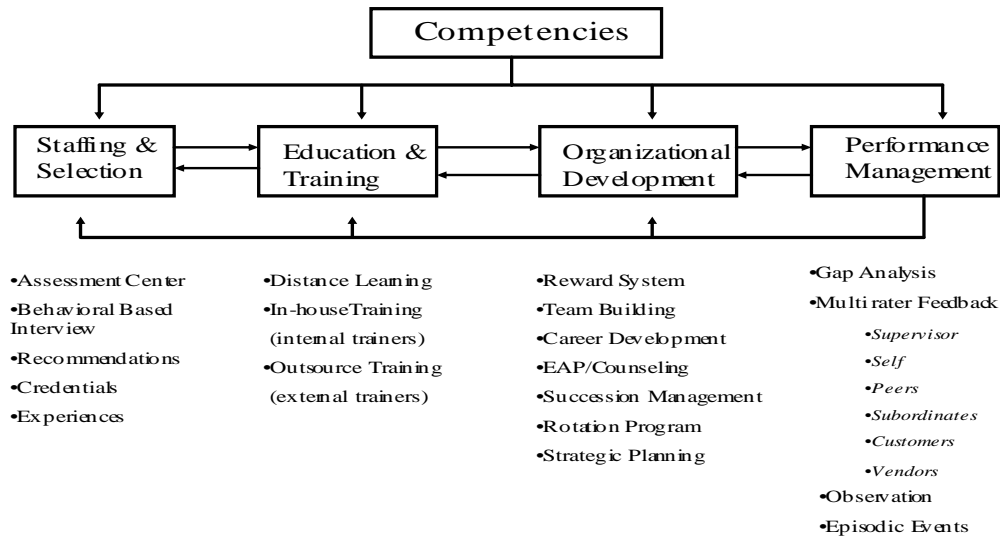 Competencies
Staffing &
Selection
Education &
Training
Organizational
Development
Performance
Management
•Assessment Center
•Behavioral Based
Interview
•Recommendations
•Credentials
•Experiences
•Distance Learning
•In-house Training
(internal trainers)
•Outsource Training
(external trainers)
•Reward System
•Team Building
•Career Development
•EAP/Counseling
•Succession Management
•Rotation Program
•Strategic Planning
•Gap Analysis
•Multirater Feedback
•Supervisor
•Self
•Peers
•Subordinates
•Customers
•Vendors
•Observation
•Episodic Events